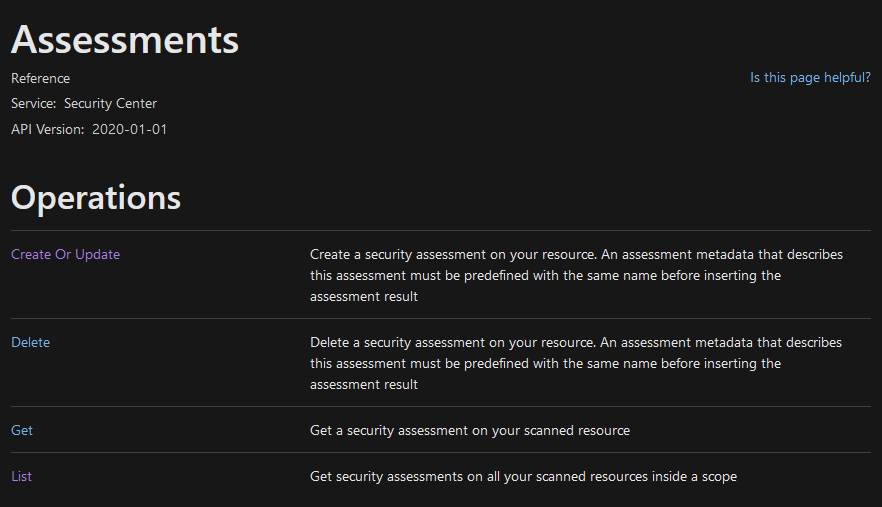 Assessments
Reference
Is this page helpful?
Service: Security Center
API Version: 2020-01-01
Operations
Create Or Update
Create a security assessment on your resource. An assessment metadata that describes
this assessment must be predefined with the same name before inserting the
assessment result
Delete
Delete a security assessment on your resource. An assessment metadata that describes
this assessment must be predefined with the same name before inserting the
assessment result
Get
Get a security assessment on your scanned resource
List
Get security assessments on all your scanned resources inside a scope